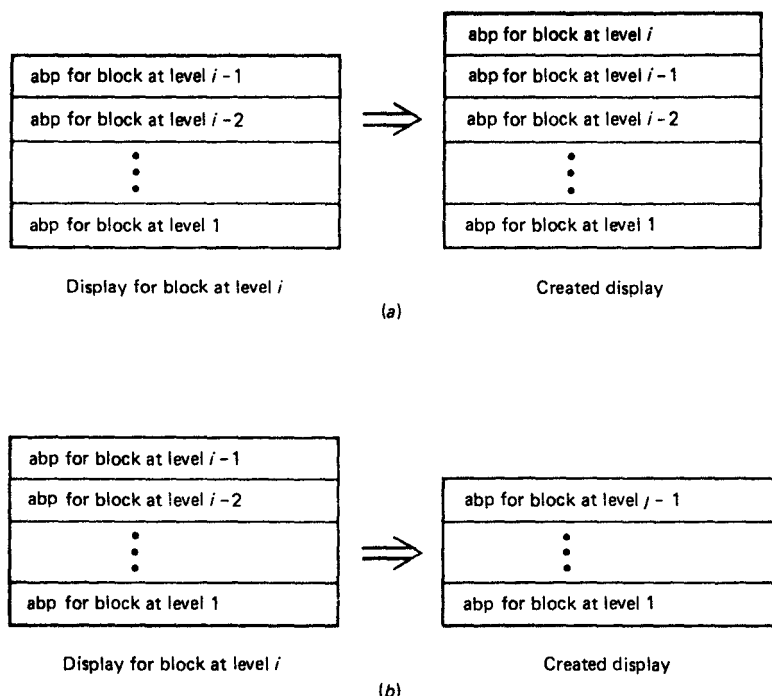 abp for block at level i - 1
abp for block at level i - 2
abp for block at level 1
Display for block at level i
abp for block at level i
abp for block at level i - 1
abp for block at level i - 2
abp for block at level 1
Created display
(a)
abp for block at level i - 1
abp for block at level i - 2
abp for block at level 1
Display for block at level i
abp for block at level j - 1
abp for block at level 1
Created display
(b)